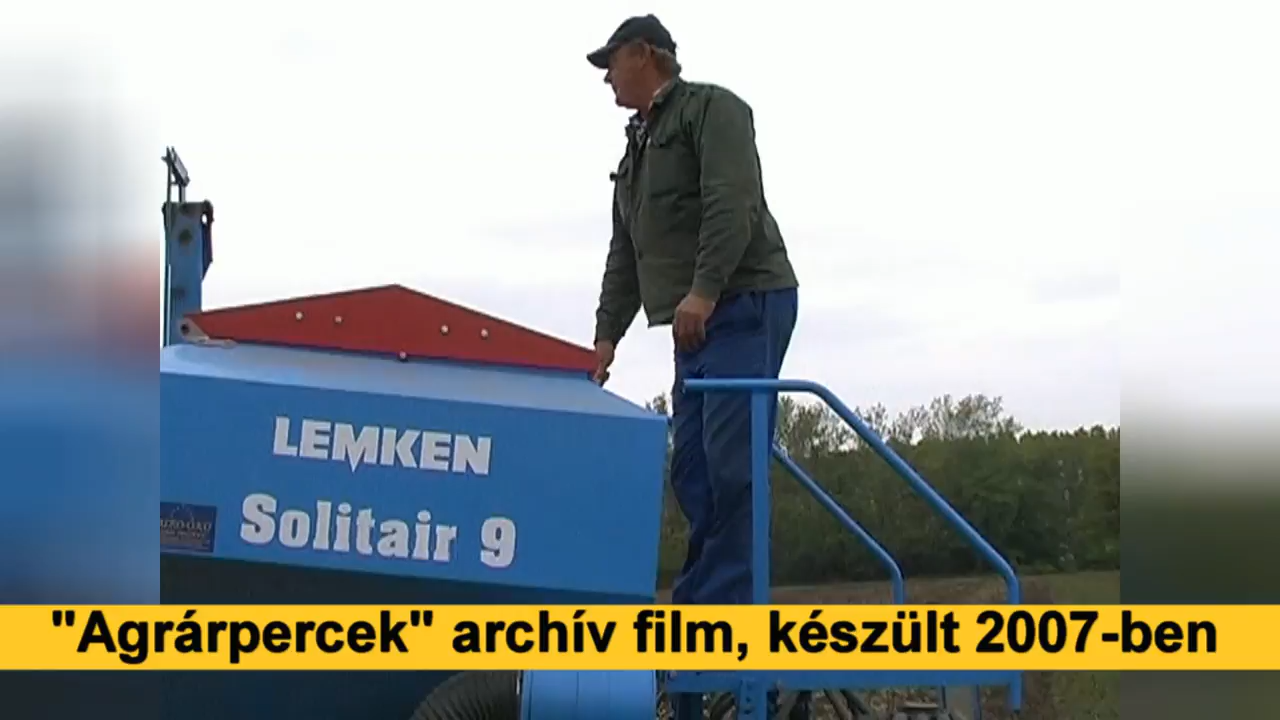 LEMKEN
Solitair 9
"Agrárpercek" archív film, készült 2007-ben